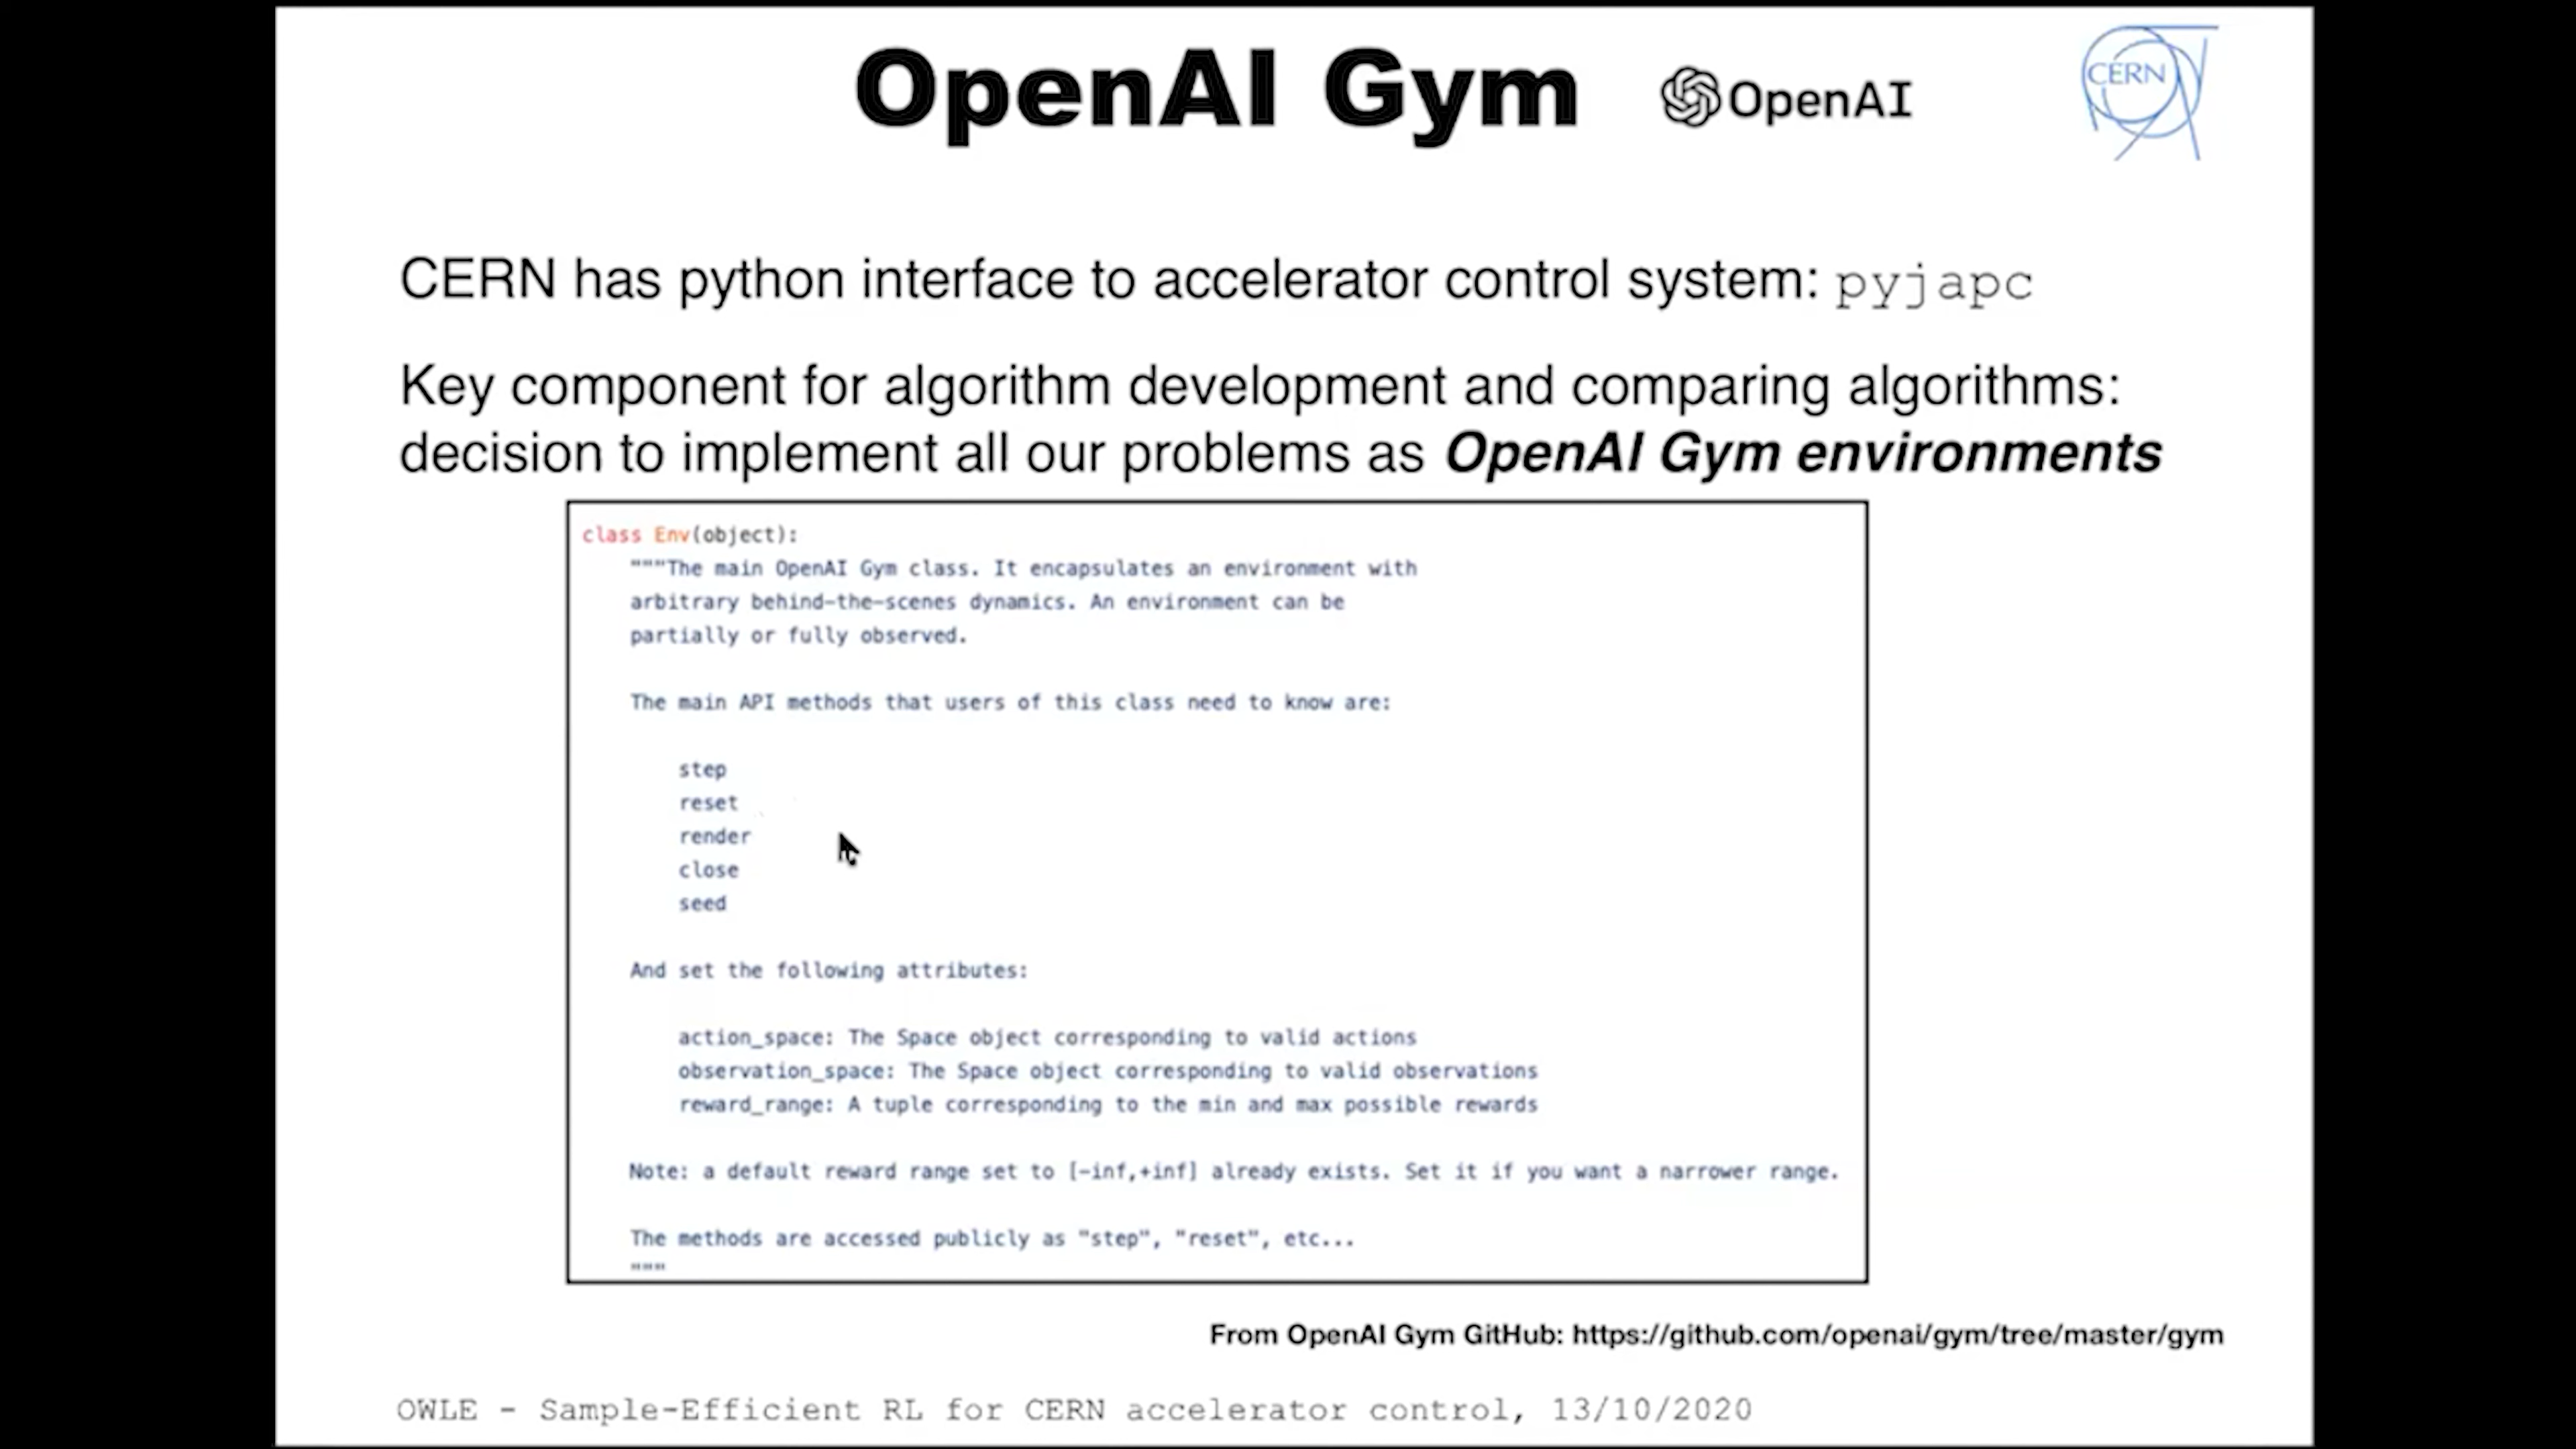 OpenAI Gym
OpenAI
CERN
CERN has python interface to accelerator control system: pyjapc
Key component for algorithm development and comparing algorithms:
decision to implement all our problems as OpenAI Gym environments
class Env(object):
"""The main OpenAI Gym class. It encapsulates an environment with
arbitrary behind-the-scenes dynamics. An environment can be
partially or fully observed.
The main API methods that users of this class need to know are:
step
reset
render
close
seed
And set the following attributes:
action_space: The Space object corresponding to valid actions
observation_space: The Space object corresponding to valid observations
reward_range: A tuple corresponding to the min and max possible rewards
Note: a default reward range set to [-inf,+inf] already exists. Set it if you want a narrower range.
The methods are accessed publicly as "step", "reset", etc...
"""
From OpenAI Gym GitHub: https://github.com/openai/gym/tree/master/gym
OWLE - Sample-Efficient RL for CERN accelerator control, 13/10/2020